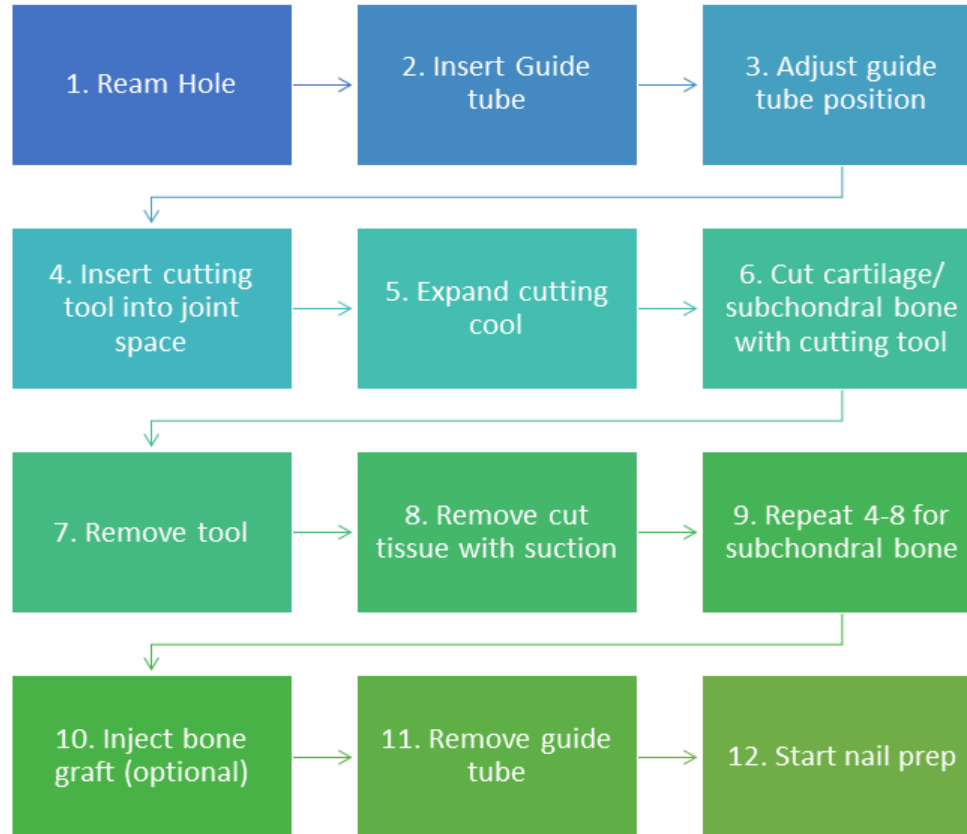 1. Ream Hole
2. Insert Guide
tube
3. Adjust guide
tube position
4. Insert cutting
tool into joint
space
5. Expand cutting
cool
6. Cut cartilage/
subchondral bone
with cutting tool
7. Remove tool
8. Remove cut
tissue with suction
9. Repeat 4-8 for
subchondral bone
10. Inject bone
graft (optional)
11. Remove guide
tube
12. Start nail prep